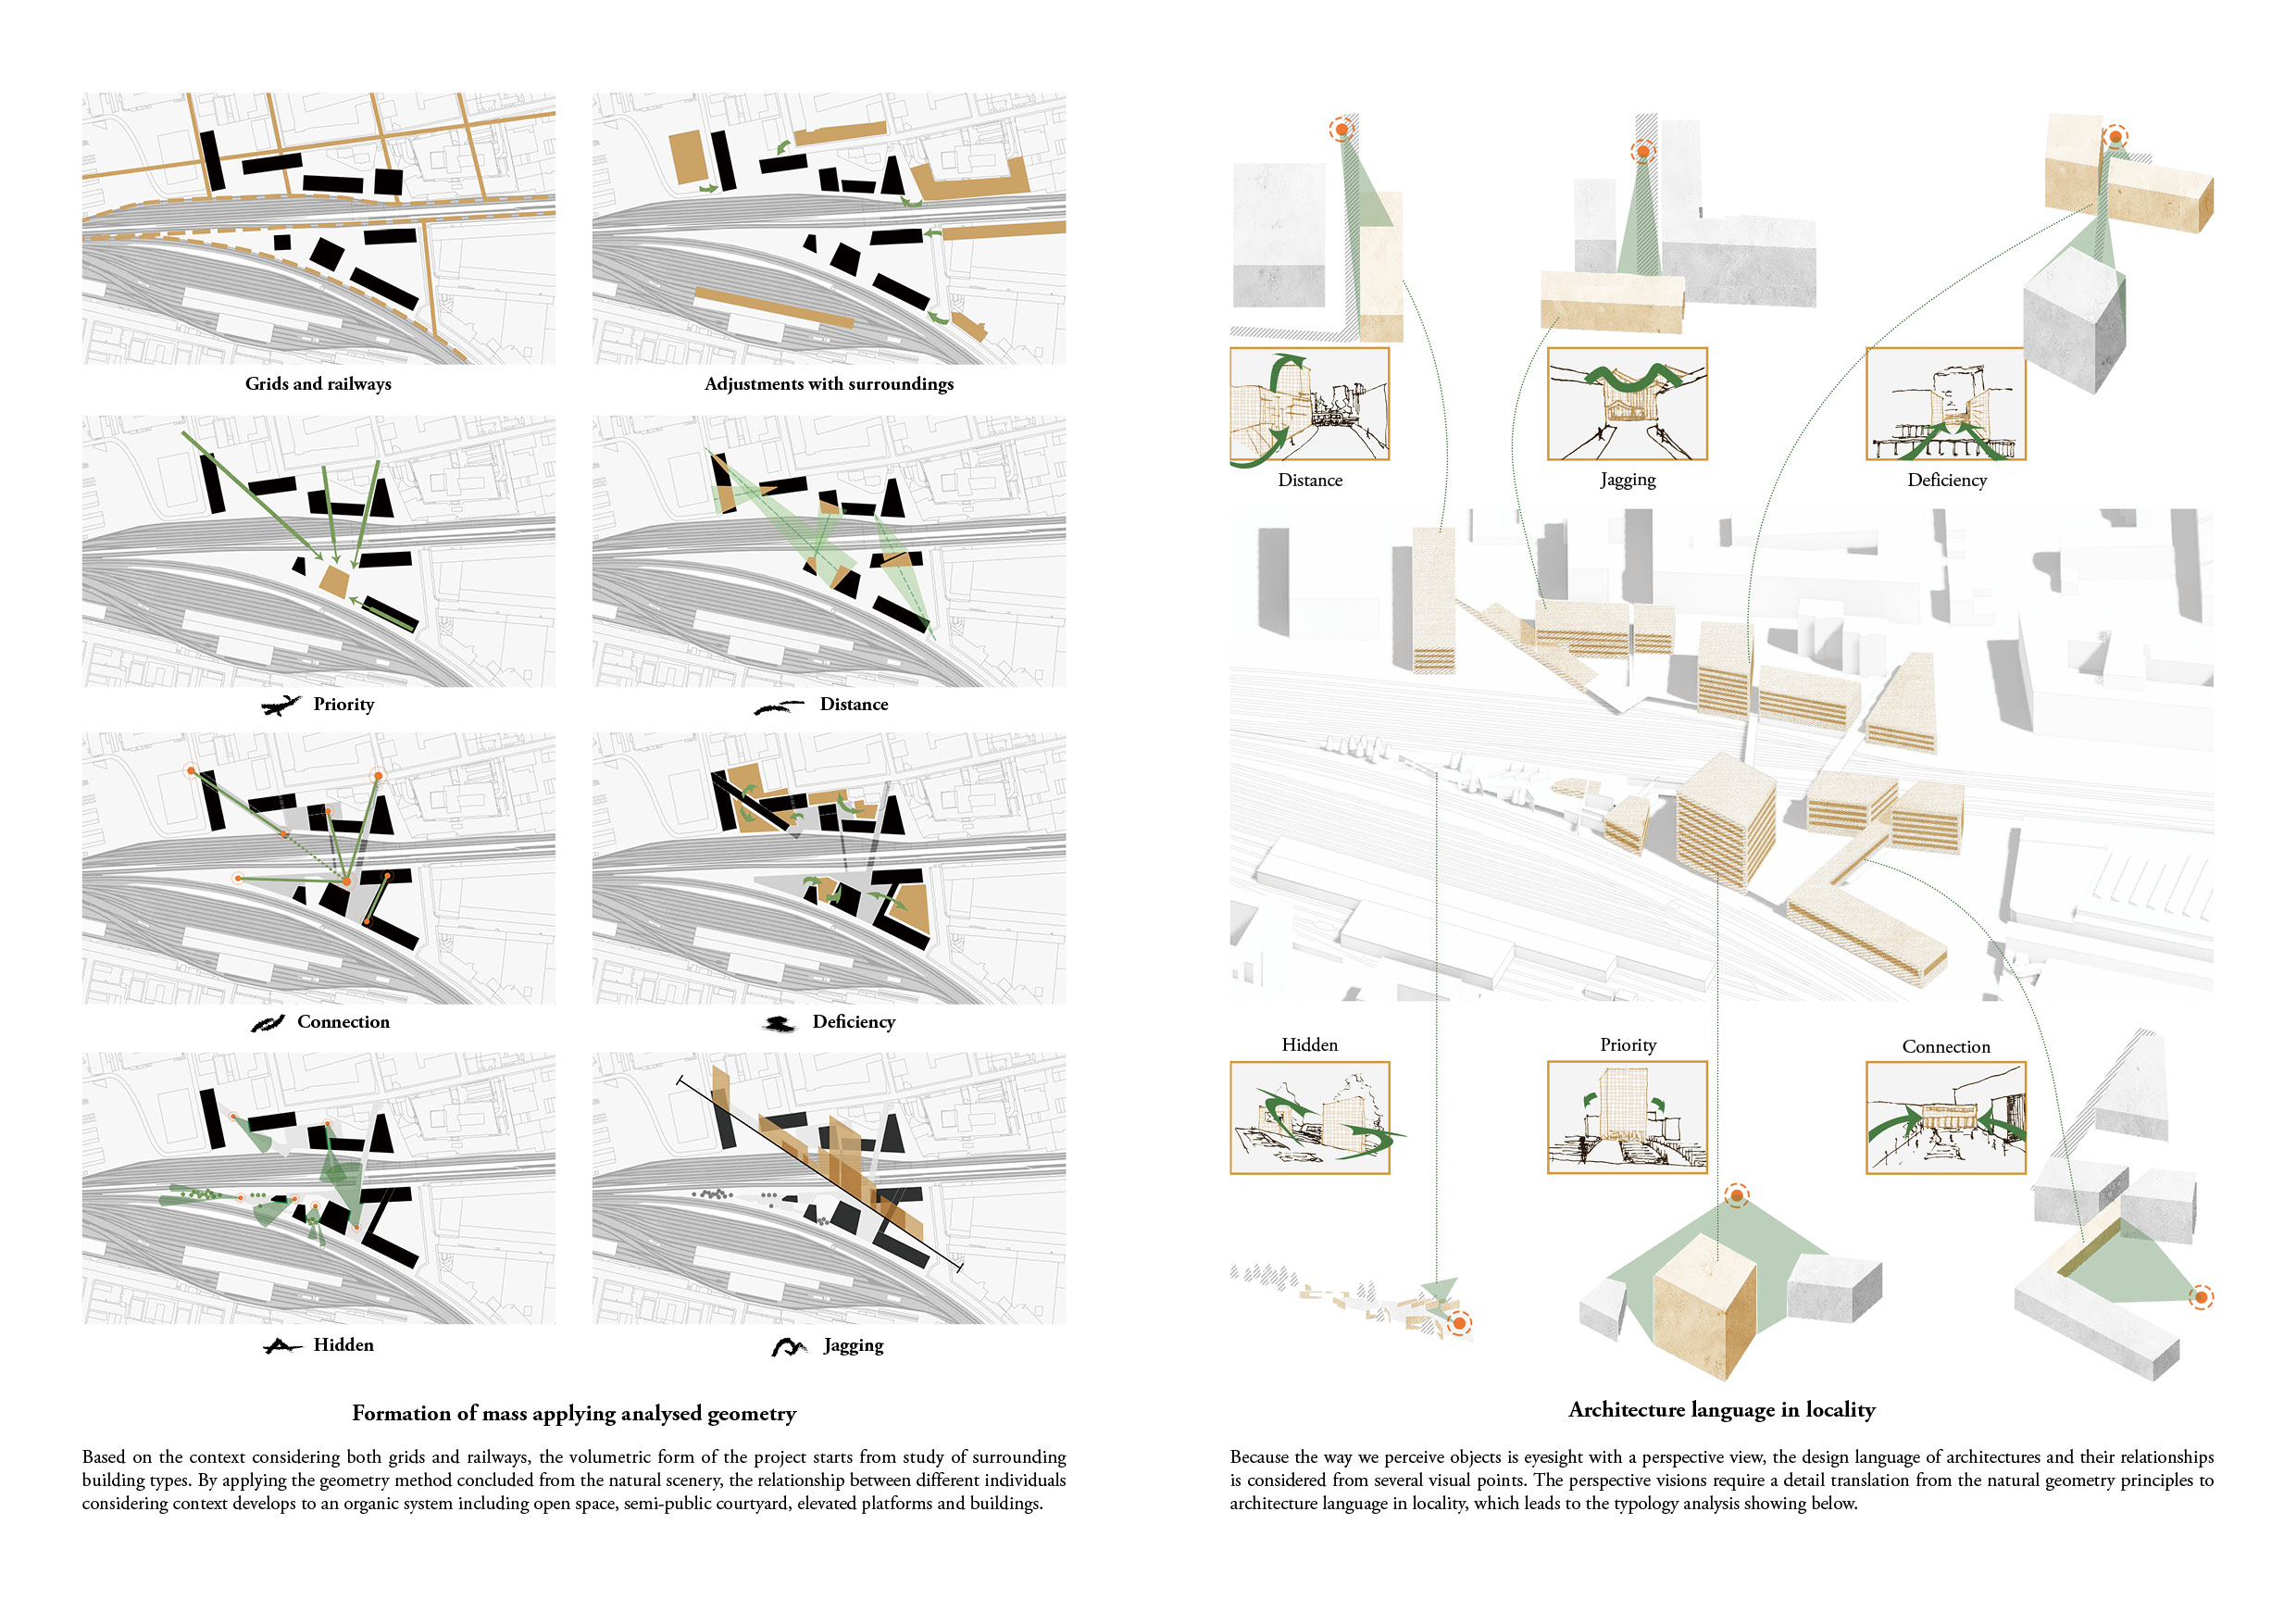 Grids and railways
Adjustments with surroundings
Priority
Distance
Connection
Deficiency
Hidden
Jagging
Formation of mass applying analysed geometry
Based on the context considering both grids and railways, the volumetric form of the project starts from study of surrounding
building types. By applying the geometry method concluded from the natural scenery, the relationship between different individuals
considering context develops to an organic system including open space, semi-public courtyard, elevated platforms and buildings.
Distance
Jagging
Deficiency
Hidden
Priority
Connection
Architecture language in locality
Because the way we perceive objects is eyesight with a perspective view, the design language of architectures and their relationships
is considered from several visual points. The perspective visions require a detail translation from the natural geometry principles to
architecture language in locality, which leads to the typology analysis showing below.